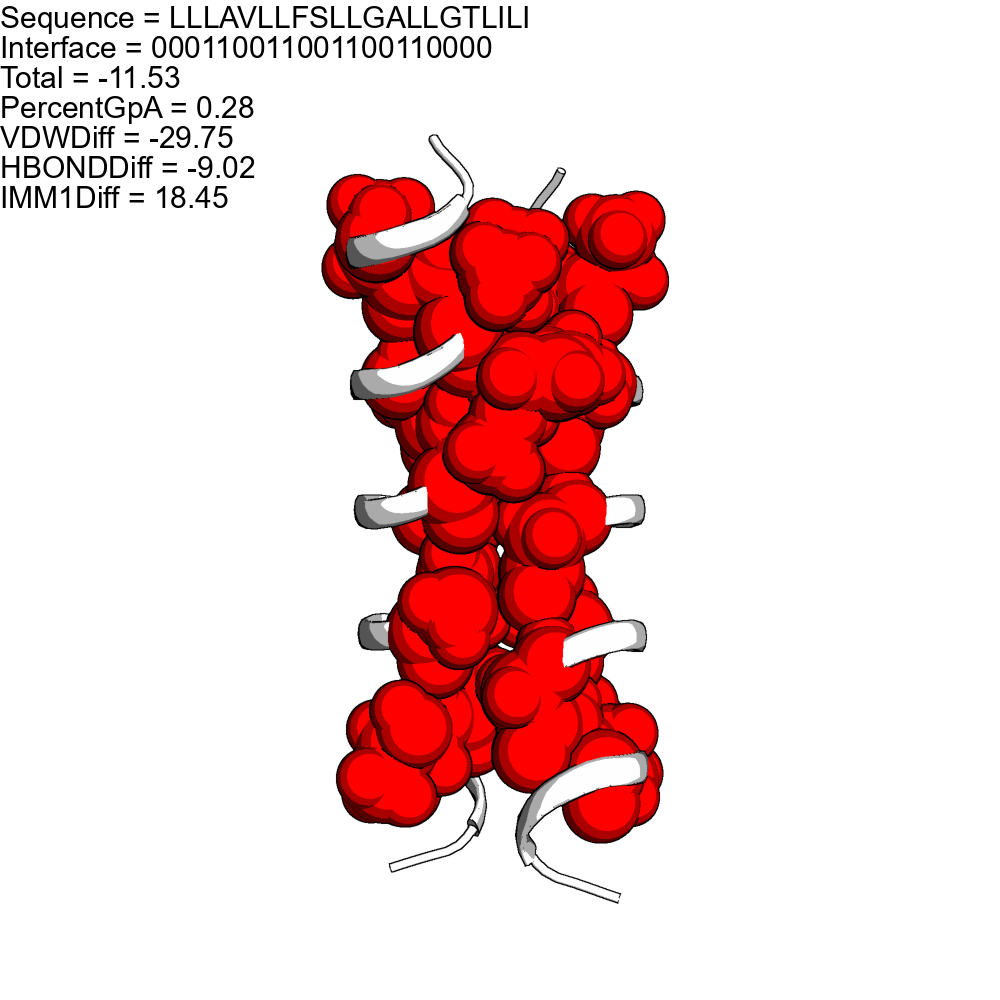 Sequence = LLLAVLLFSLLGALLGTLILI
Interface = 000110011001100110000
Total = -11.53
PercentGpA = 0.28
VDWDiff = -29.75
HBONDDiff = -9.02
IMM1Diff = 18.45